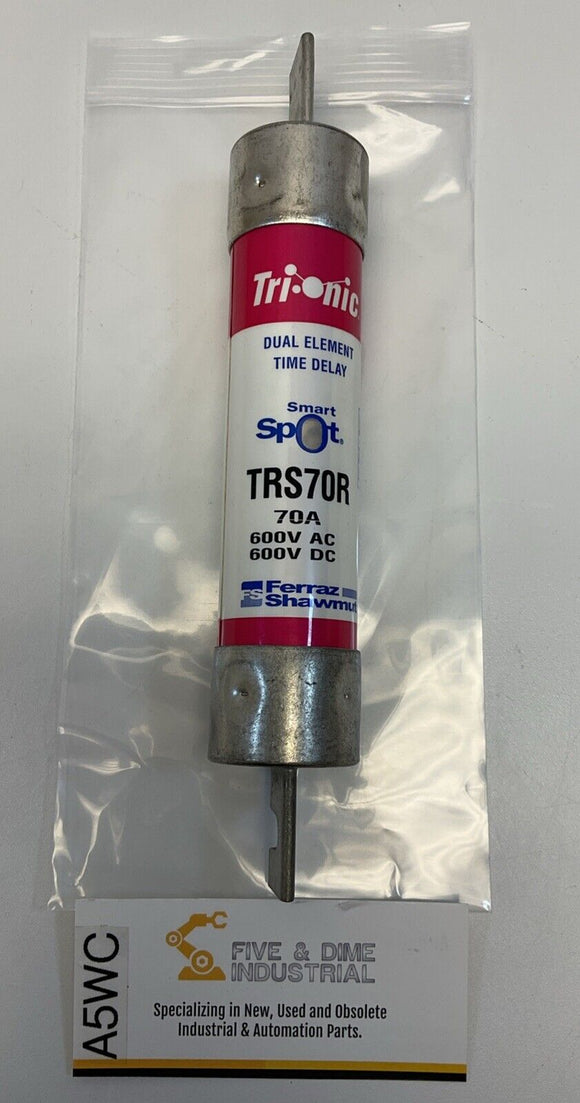 Tri-Onic
DUAL ELEMENT
TIME DELAY
Smart
Spot®
TRS70R
70A
600V AC
600V DC
FS Ferraz
Shawmut
A5WC
FIVE & DIME
INDUSTRIAL
Specializing in New, Used and Obsolete
Industrial & Automation Parts.